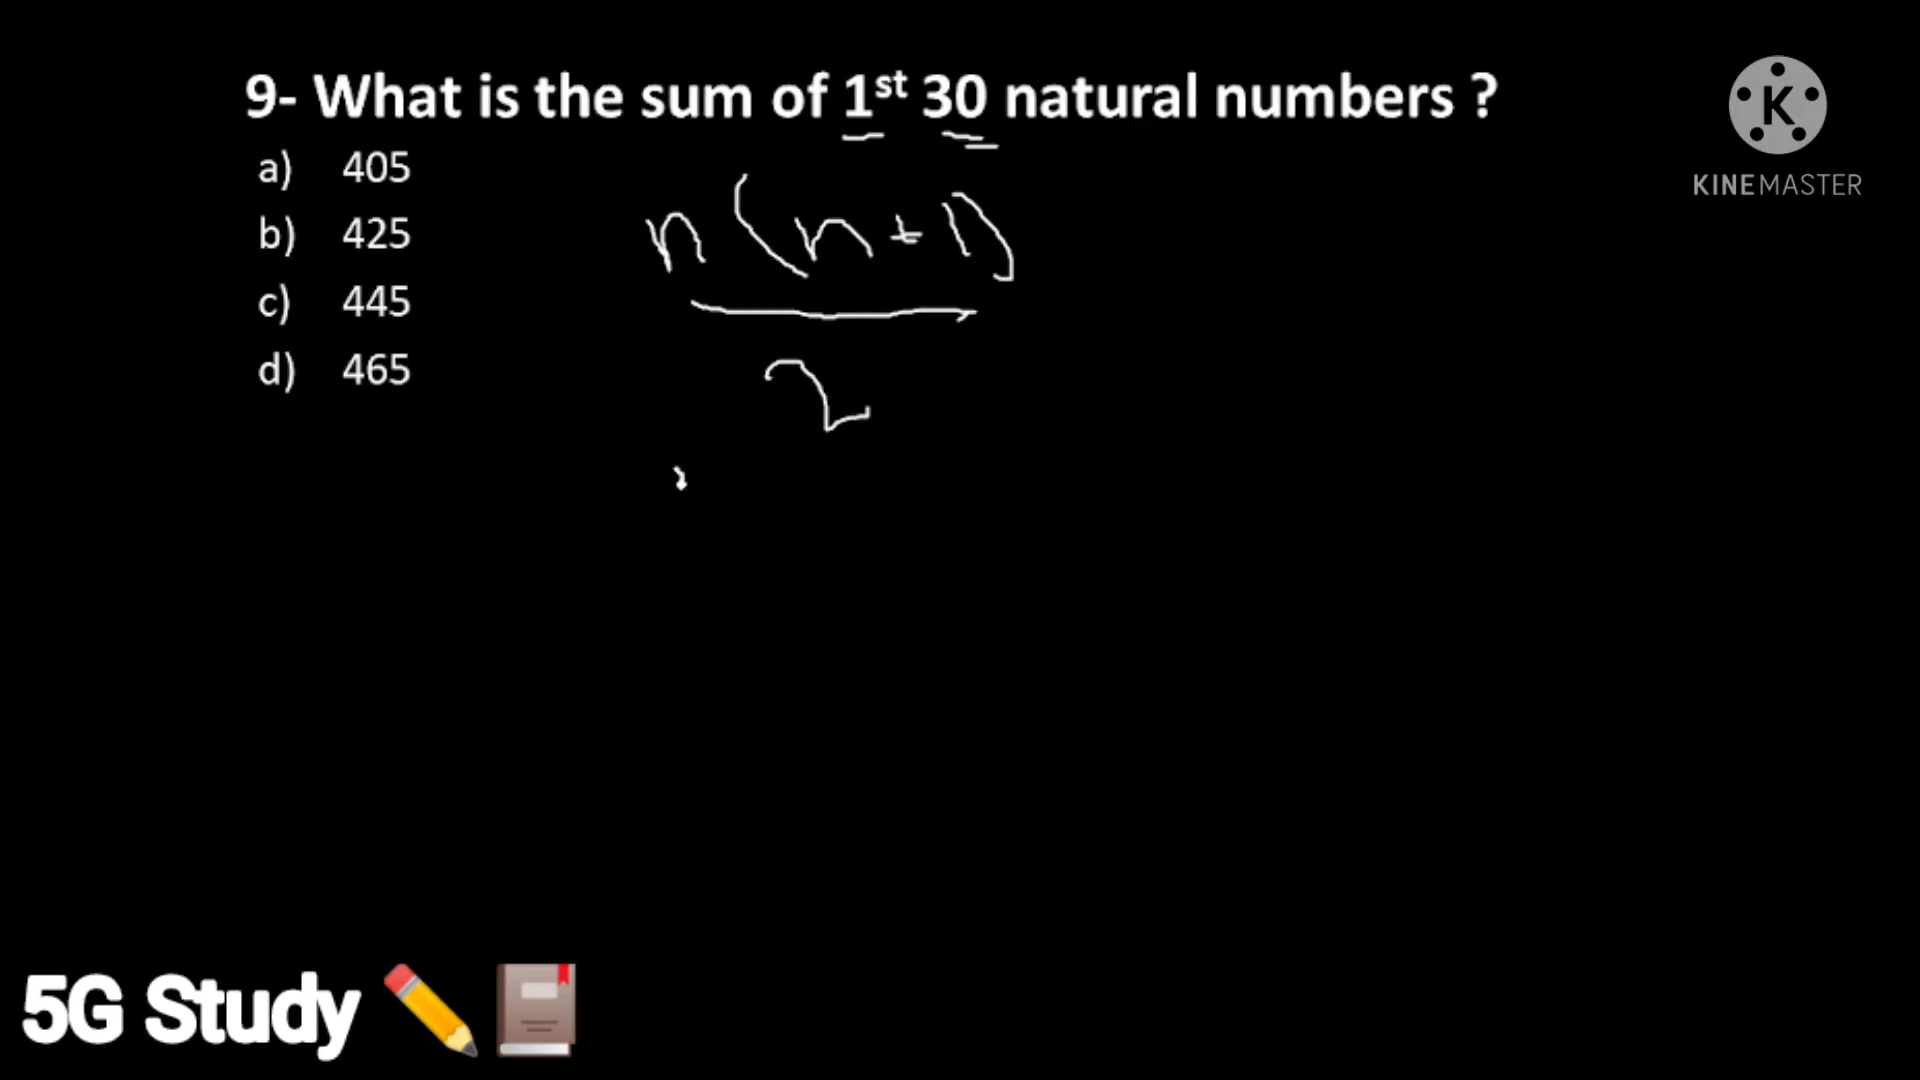 9- What is the sum of 1st 30 natural numbers ?
a) 405
b) 425
c) 445
d) 465
n(n+1)
2
KINEMASTER
5G Study